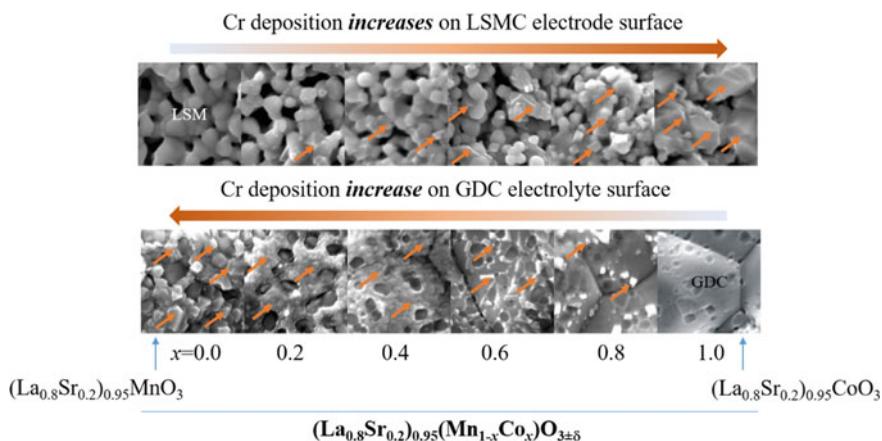 Cr deposition increases on LSMC electrode surface
LSM
Cr deposition increase on GDC electrolyte surface
GDC
x=0.0 0.2 0.4 0.6 0.8 1.0
(La₀.₈Sr₀.₂)₀.₉₅MnO₃ (La₀.₈Sr₀.₂)₀.₉₅CoO₃
(La₀.₈Sr₀.₂)₀.₉₅(Mn₁₋ₓCoₓ)O₃±δ